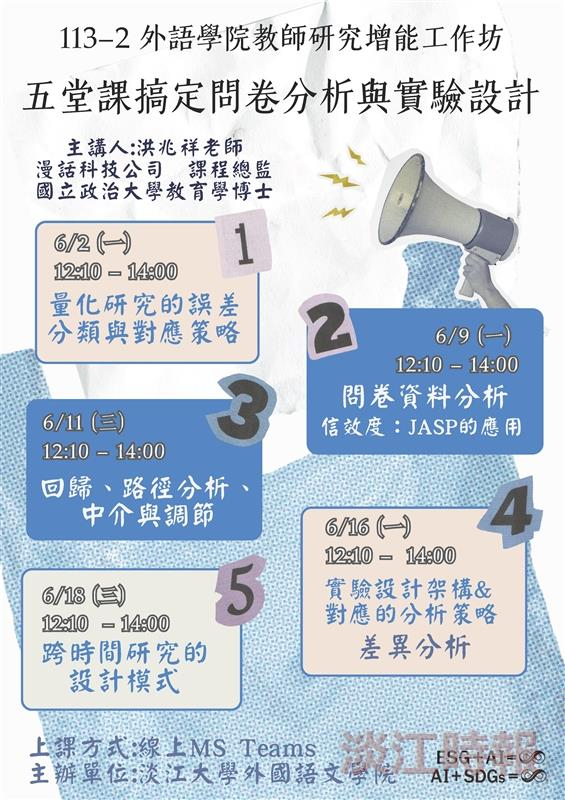 113-2 外語學院教師研究增能工作坊
五堂課搞定問卷分析與實驗設計
主講人:洪兆祥老師
漫話科技公司　課程總監
國立政治大學教育學博士
1
6/2 (一)
12:10 - 14:00
量化研究的誤差
分類與對應策略
2
6/9 (一)
12:10 - 14:00
問卷資料分析
信效度：JASP的應用
3
6/11 (三)
12:10 - 14:00
回歸、路徑分析、
中介與調節
4
6/16 (一)
12:10 - 14:00
實驗設計架構&
對應的分析策略
差異分析
5
6/18 (三)
12:10 - 14:00
跨時間研究的
設計模式
上課方式:線上MS Teams
主辦單位:淡江大學外國語文學院
淡江時報
ESG+AI=∞
AI+SDGs=∞